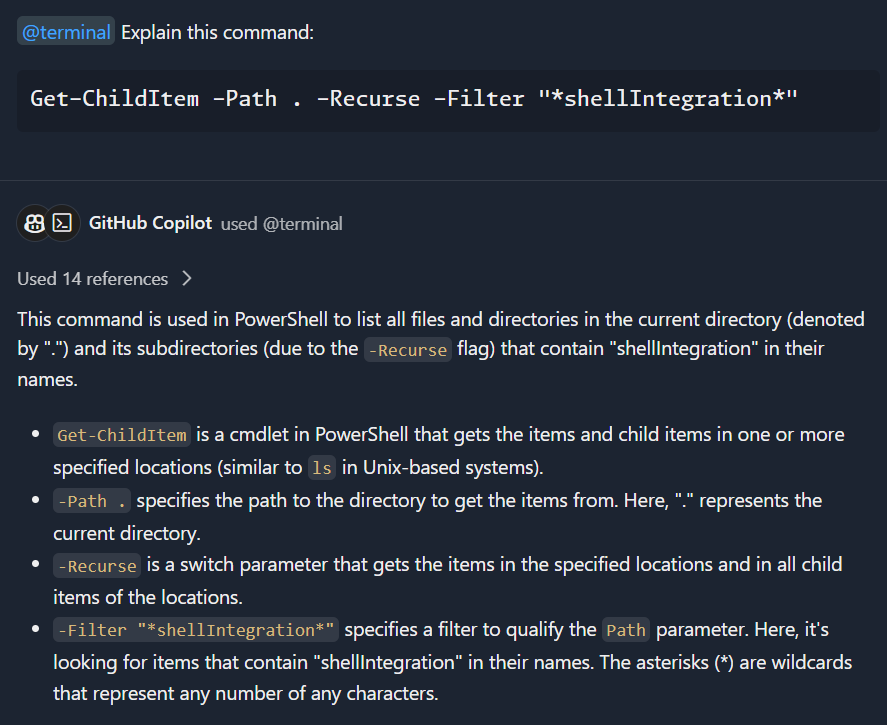 @terminal Explain this command:
Get-ChildItem -Path . -Recurse -Filter "*shellIntegration*"
GitHub Copilot used @terminal
Used 14 references
This command is used in PowerShell to list all files and directories in the current directory (denoted
by ".") and its subdirectories (due to the -Recurse flag) that contain "shellIntegration" in their
names.
• Get-ChildItem is a cmdlet in PowerShell that gets the items and child items in one or more
specified locations (similar to ls in Unix-based systems).
• -Path . specifies the path to the directory to get the items from. Here, "." represents the
current directory.
• -Recurse is a switch parameter that gets the items in the specified locations and in all child
items of the locations.
• -Filter "*shellIntegration*" specifies a filter to qualify the Path parameter. Here, it's
looking for items that contain "shellIntegration" in their names. The asterisks (*) are wildcards
that represent any number of any characters.